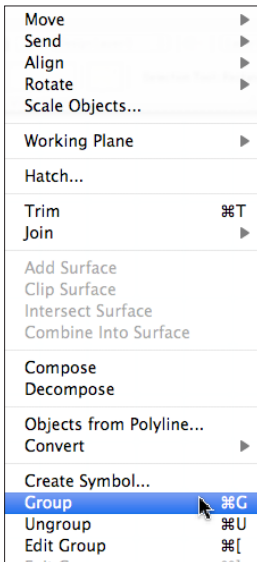 Move
Send
Align
Rotate
Scale Objects...
Working Plane
Hatch...
Trim ⌘T
Join
Add Surface
Clip Surface
Intersect Surface
Combine Into Surface
Compose
Decompose
Objects from Polyline...
Convert
Create Symbol...
Group ⌘G
Ungroup ⌘U
Edit Group ⌘[